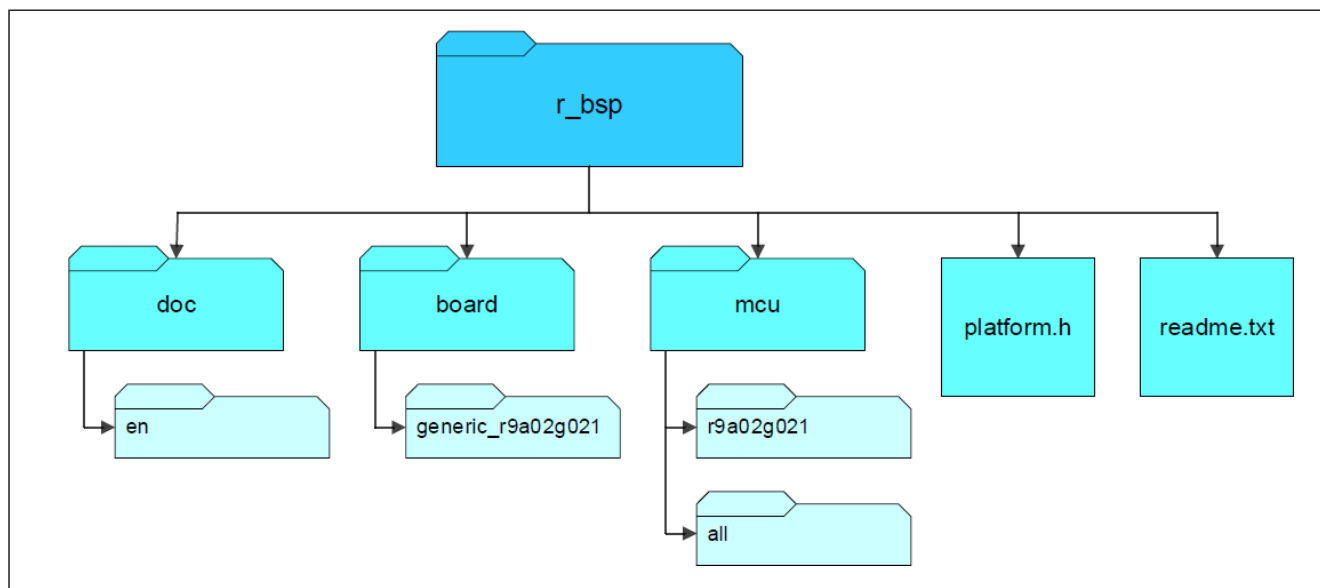 r_bsp
doc
board
mcu
platform.h
readme.txt
en
generic_r9a02g021
r9a02g021
all